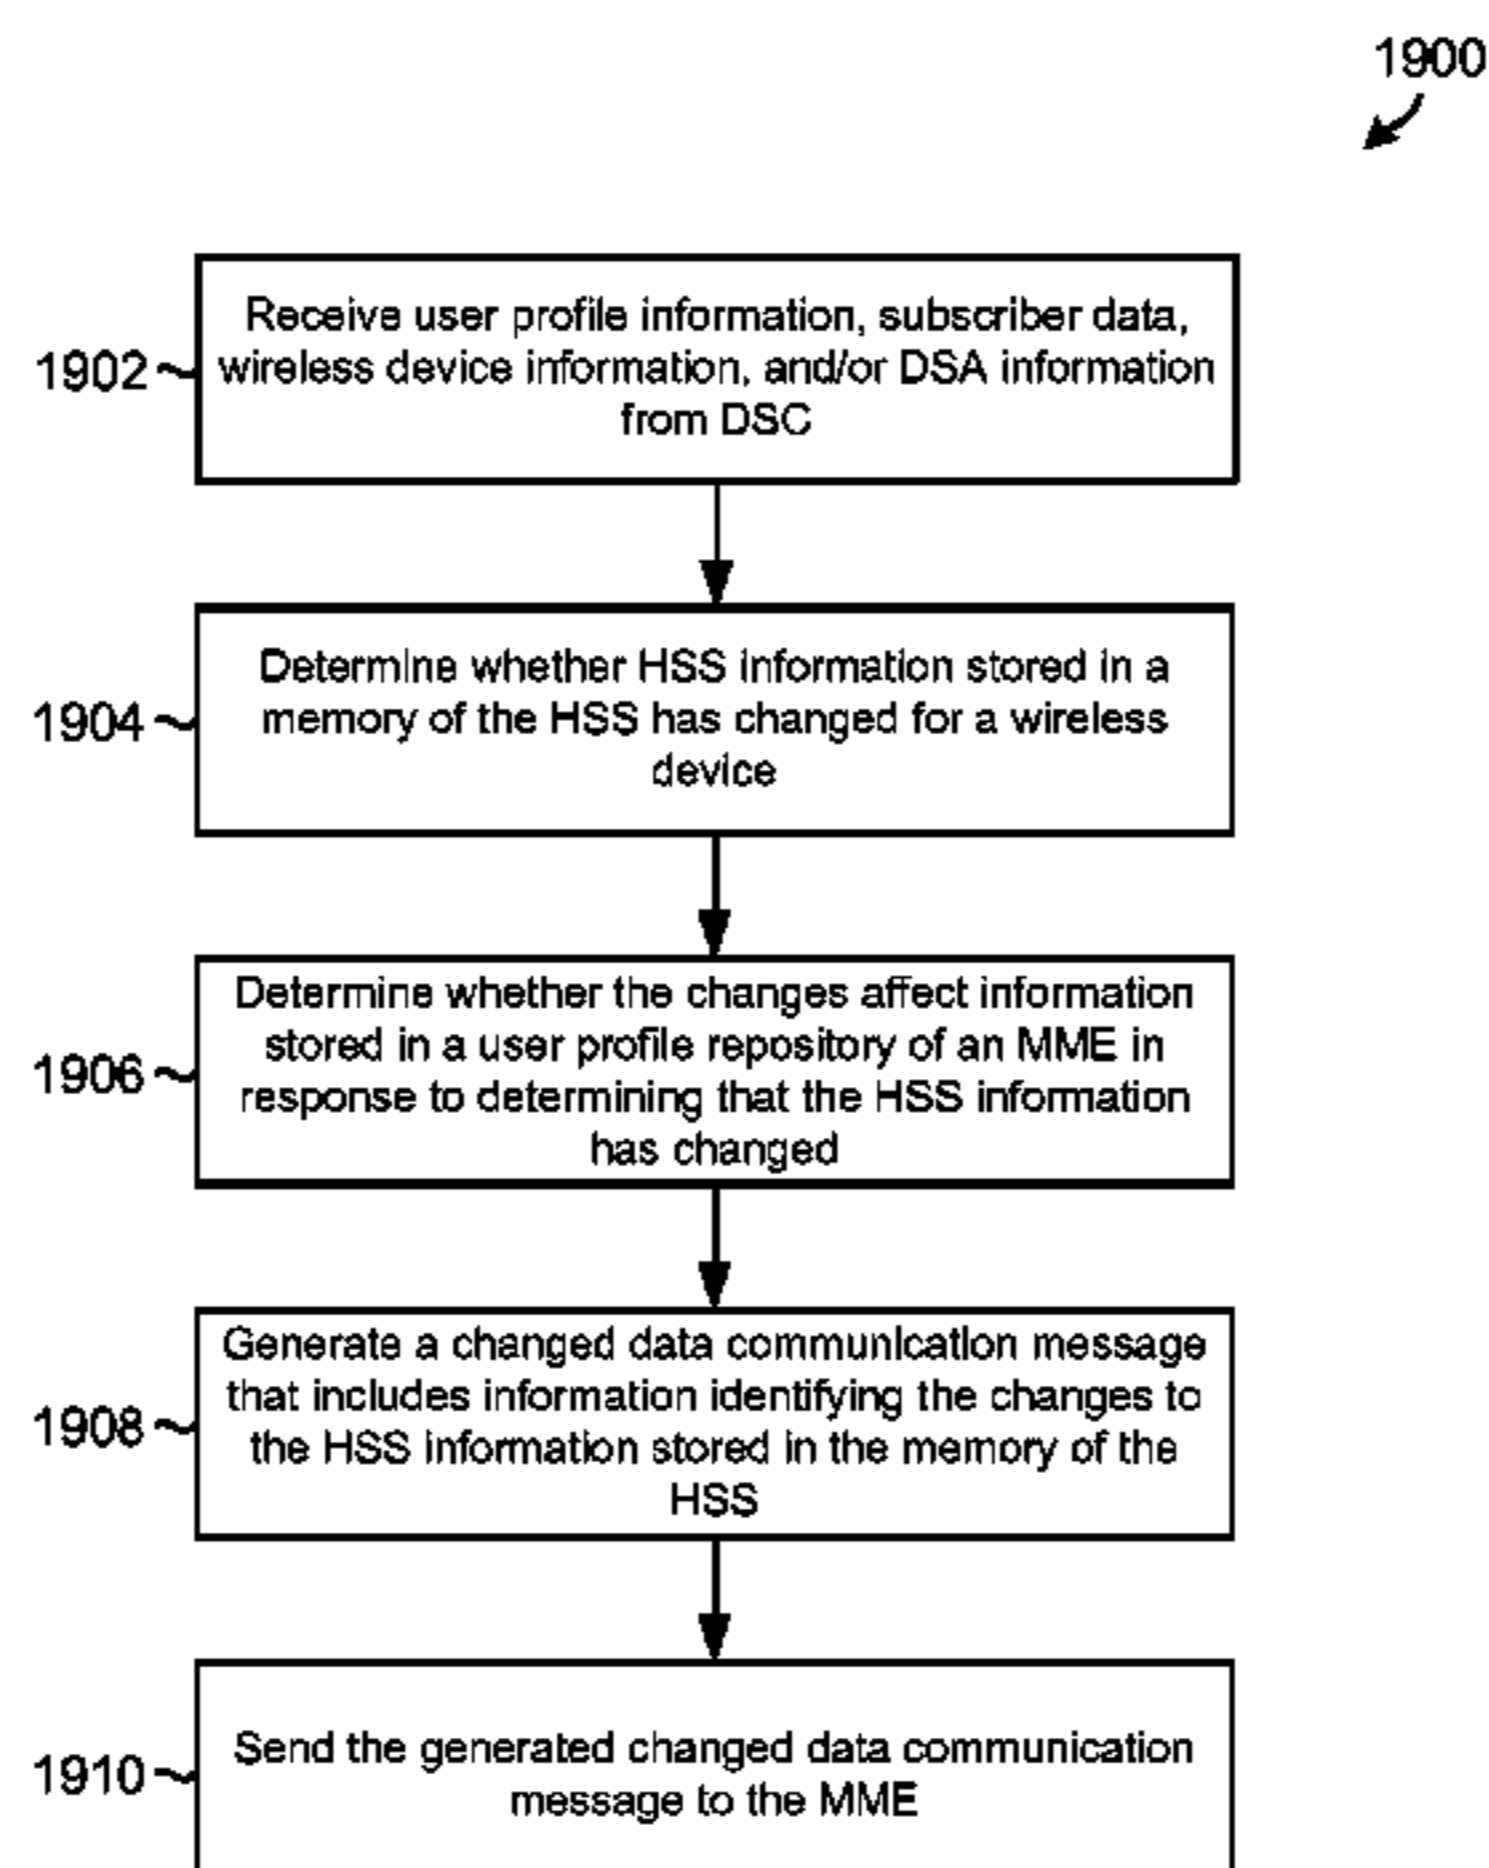 1900
Receive user profile information, subscriber data,
1902 wireless device information, and/or DSA information
from DSC
Determine whether HSS information stored in a
1904 memory of the HSS has changed for a wireless
device
Determine whether the changes affect information
stored in a user profile repository of an MME in
1906
response to determining that the HSS information
has changed
Generate a changed data communication message
that includes information identifying the changes to
1908
the HSS information stored in the memory of the
HSS
Send the generated changed data communication
1910
message to the MME